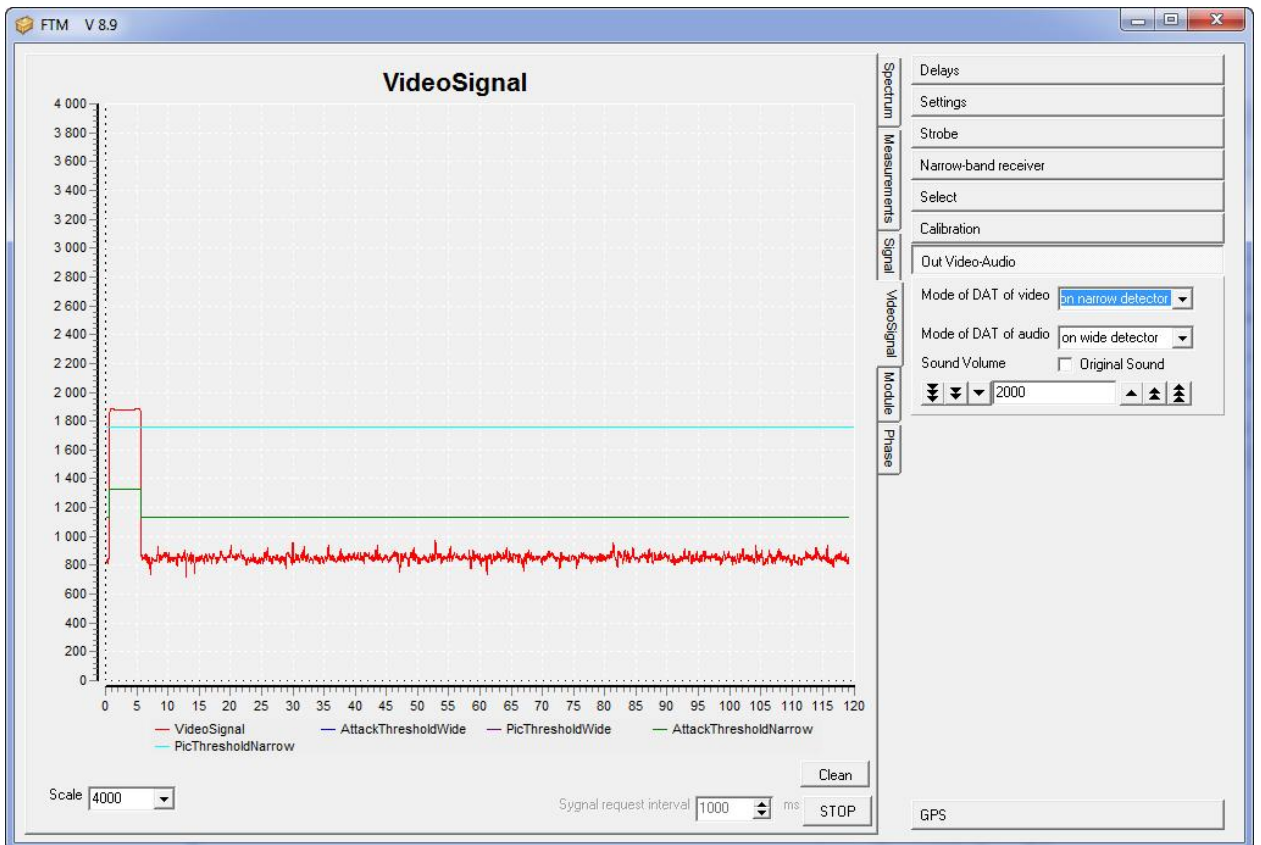 FTM V 8.9
VideoSignal
4 000
3 800
3 600
3 400
3 200
3 000
2 800
2 600
2 400
2 200
2 000
1 800
1 600
1 400
1 200
1 000
800
600
400
200
0
0 5 10 15 20 25 30 35 40 45 50 55 60 65 70 75 80 85 90 95 100 105 110 115 120
VideoSignal AttackThresholdWide PicThresholdWide AttackThresholdNarrow
PicThresholdNarrow
Clean
Scale 4000
Sygnal request interval 1000 ms STOP
Spectrum
Measurements
Signal
VideoSignal
Module
Phase
Delays
Settings
Strobe
Narrow-band receiver
Select
Calibration
Out Video-Audio
Mode of DAT of video on narrow detector
Mode of DAT of audio on wide detector
Sound Volume Original Sound
2000
GPS